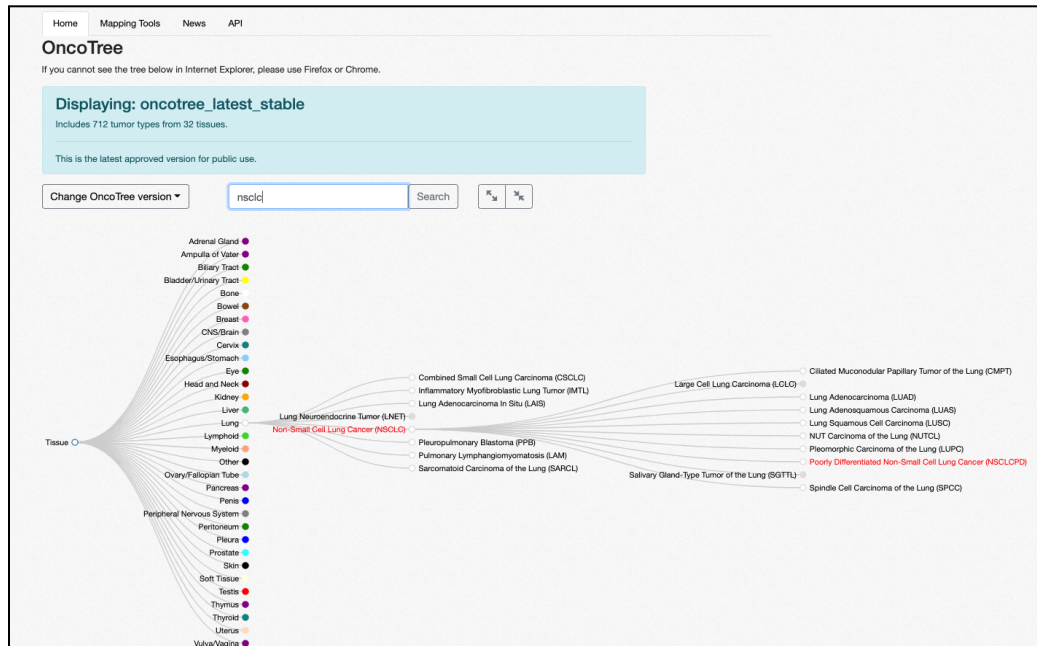 Home Mapping Tools News API
OncoTree
If you cannot see the tree below in Internet Explorer, please use Firefox or Chrome.
Displaying: oncotree_latest_stable
Includes 712 tumor types from 32 tissues.
This is the latest approved version for public use.
Change OncoTree version
nsclc
Search
Tissue
Adrenal Gland
Ampulla of Vater
Biliary Tract
Bladder/Urinary Tract
Bone
Bowel
Breast
CNS/Brain
Cervix
Esophagus/Stomach
Eye
Head and Neck
Kidney
Liver
Lung
Lymphoid
Myeloid
Other
Ovary/Fallopian Tube
Pancreas
Penis
Peripheral Nervous System
Peritoneum
Pleura
Prostate
Skin
Soft Tissue
Testis
Thymus
Thyroid
Uterus
Vulva/Vagina
Combined Small Cell Lung Carcinoma (CSCLC)
Inflammatory Myofibroblastic Lung Tumor (IMTL)
Lung Adenocarcinoma In Situ (LAIS)
Lung Neuroendocrine Tumor (LNET)
Non-Small Cell Lung Cancer (NSCLC)
Pleuropulmonary Blastoma (PPB)
Pulmonary Lymphangiomyomatosis (LAM)
Sarcomatoid Carcinoma of the Lung (SARCL)
Ciliated Muconodular Papillary Tumor of the Lung (CMPT)
Large Cell Lung Carcinoma (LCLC)
Lung Adenocarcinoma (LUAD)
Lung Adenosquamous Carcinoma (LUAS)
Lung Squamous Cell Carcinoma (LUSC)
NUT Carcinoma of the Lung (NUTCL)
Pleomorphic Carcinoma of the Lung (LUPC)
Poorly Differentiated Non-Small Cell Lung Cancer (NSCLCPD)
Salivary Gland-Type Tumor of the Lung (SGTTL)
Spindle Cell Carcinoma of the Lung (SPCC)